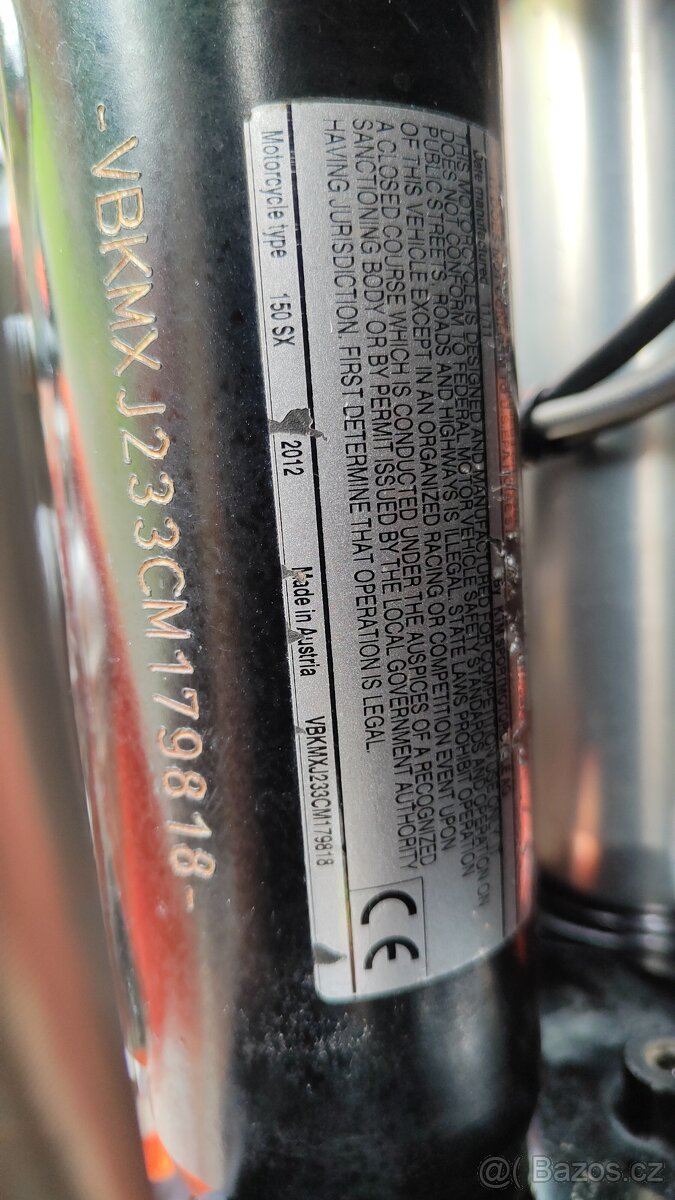 -VBKMXJ233CM179818-
Date manufactured 11
THIS MOTORCYCLE IS DESIGNED AND MANUFACTURED FOR COMPETITION USE ONLY. IT
DOES NOT CONFORM TO FEDERAL MOTOR VEHICLE SAFETY STANDARDS AND OPERATION ON
PUBLIC STREETS, ROADS AND HIGHWAYS IS ILLEGAL. STATE LAWS PROHIBIT OPERATION
OF THIS VEHICLE EXCEPT IN AN ORGANIZED RACING OR COMPETITION EVENT UPON
A CLOSED COURSE WHICH IS CONDUCTED UNDER THE AUSPICES OF A RECOGNIZED
SANCTIONING BODY OR BY PERMIT ISSUED BY THE LOCAL GOVERNMENT AUTHORITY
HAVING JURISDICTION. FIRST DETERMINE THAT OPERATION IS LEGAL.
CE
Motorcycle type 150 SX 2012 Made in Austria VBKMXJ233CM179818
@( Bazos.cz